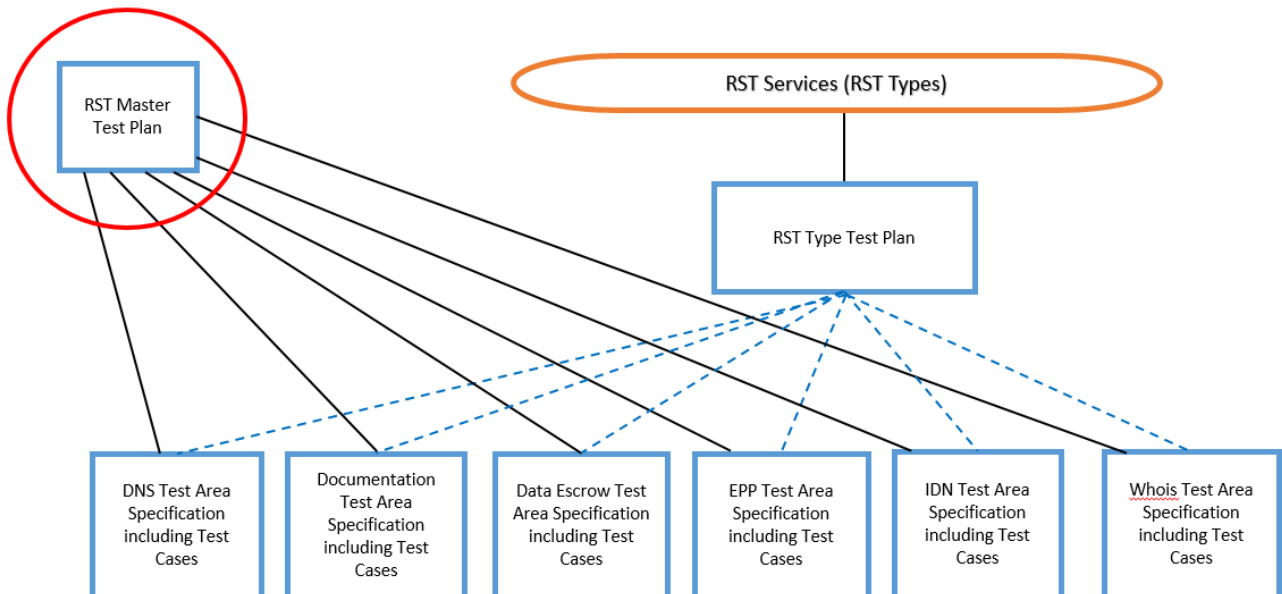 RST Master
Test Plan
RST Services (RST Types)
RST Type Test Plan
DNS Test Area
Specification
including Test
Cases
Documentation
Test Area
Specification
including Test
Cases
Data Escrow Test
Area Specification
including Test
Cases
EPP Test Area
Specification
including Test
Cases
IDN Test Area
Specification
including Test
Cases
Whois Test Area
Specification
including Test
Cases